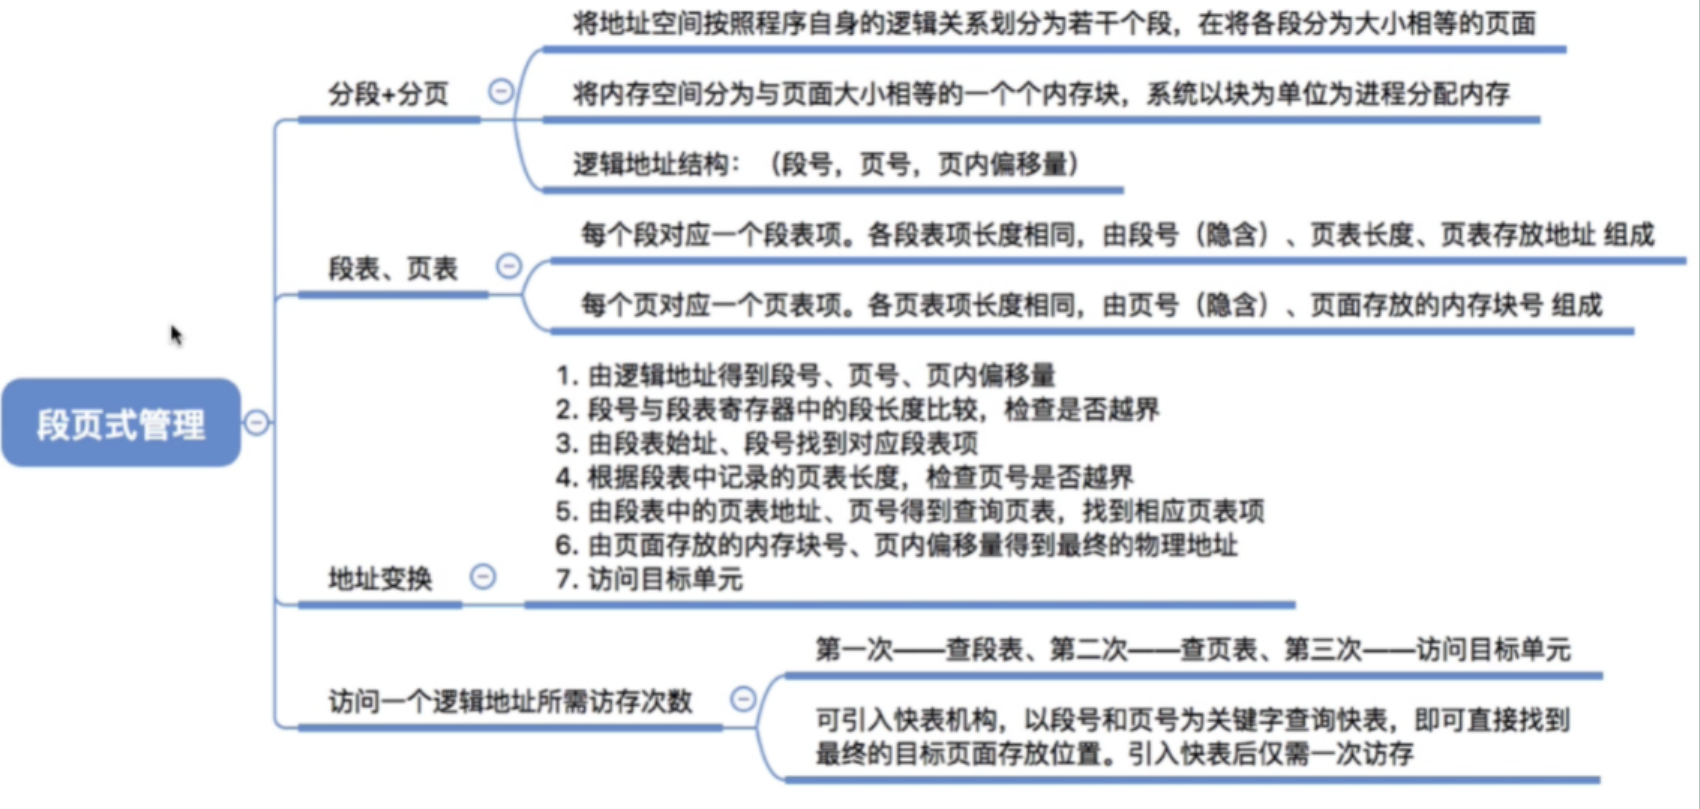 将地址空间按照程序自身的逻辑关系划分为若干个段，在将各段分为大小相等的页面
分段+分页
将内存空间分为与页面大小相等的一个个内存块，系统以块为单位为进程分配内存
逻辑地址结构：（段号，页号，页内偏移量）
每个段对应一个段表项。各段表项长度相同，由段号（隐含）、页表长度、页表存放地址 组成
段表、页表
每个页对应一个页表项。各页表项长度相同，由页号（隐含）、页面存放的内存块号 组成
段页式管理
1. 由逻辑地址得到段号、页号、页内偏移量
2. 段号与段表寄存器中的段长度比较，检查是否越界
3. 由段表始址、段号找到对应段表项
4. 根据段表中记录的页表长度，检查页号是否越界
5. 由段表中的页表地址、页号得到查询页表，找到相应页表项
6. 由页面存放的内存块号、页内偏移量得到最终的物理地址
7. 访问目标单元
地址变换
第一次——查段表、第二次——查页表、第三次——访问目标单元
访问一个逻辑地址所需访存次数
可引入快表机构，以段号和页号为关键字查询快表，即可直接找到
最终的目标页面存放位置。引入快表后仅需一次访存